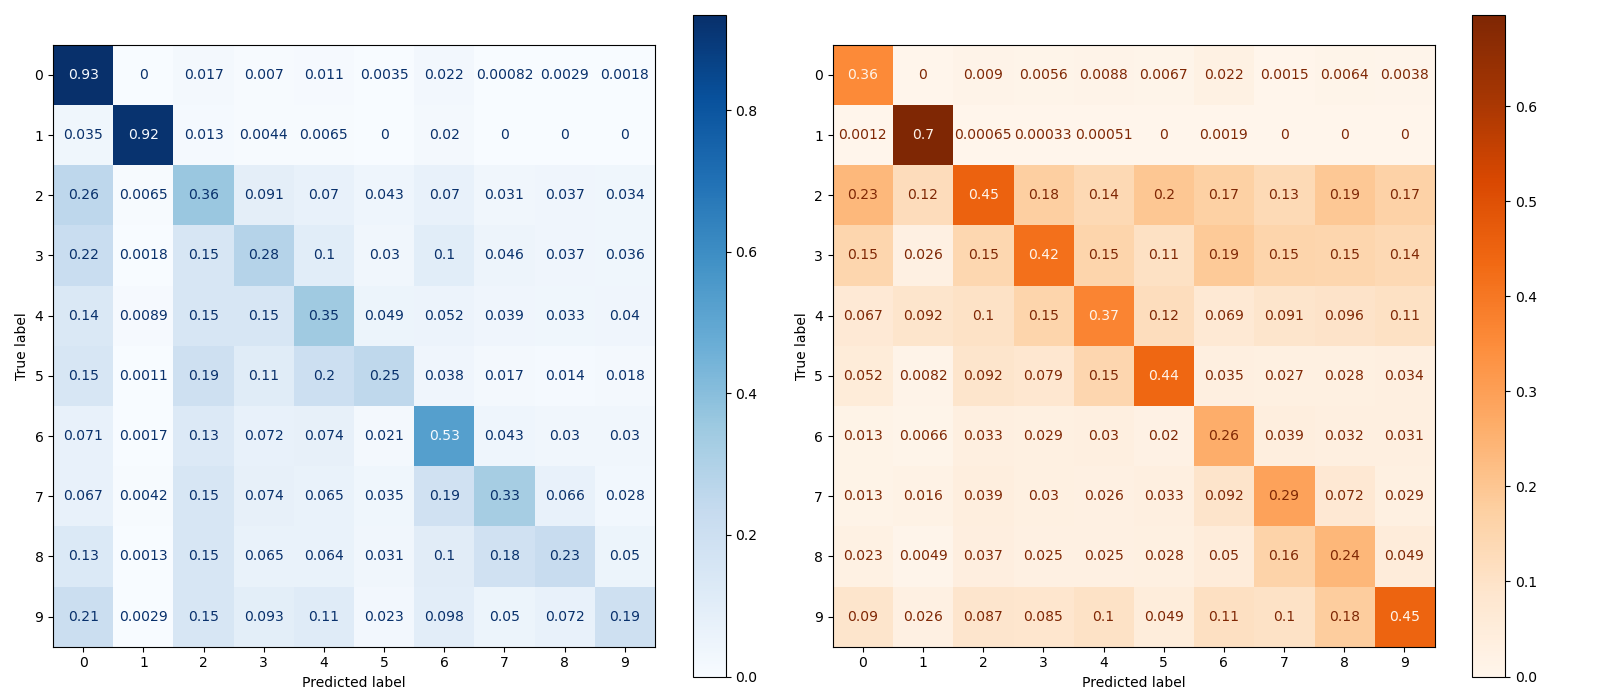 0 0.93 0 0.017 0.007 0.011 0.0035 0.022 0.00082 0.0029 0.0018
1 0.035 0.92 0.013 0.0044 0.0065 0 0.02 0 0 0
2 0.26 0.0065 0.36 0.091 0.07 0.043 0.07 0.031 0.037 0.034
3 0.22 0.0018 0.15 0.28 0.1 0.03 0.1 0.046 0.037 0.036
4 0.14 0.0089 0.15 0.15 0.35 0.049 0.052 0.039 0.033 0.04
5 0.15 0.0011 0.19 0.11 0.2 0.25 0.038 0.017 0.014 0.018
6 0.071 0.0017 0.13 0.072 0.074 0.021 0.53 0.043 0.03 0.03
7 0.067 0.0042 0.15 0.074 0.065 0.035 0.19 0.33 0.066 0.028
8 0.13 0.0013 0.15 0.065 0.064 0.031 0.1 0.18 0.23 0.05
9 0.21 0.0029 0.15 0.093 0.11 0.023 0.098 0.05 0.072 0.19
0 1 2 3 4 5 6 7 8 9
Predicted label
True label
0.8
0.6
0.4
0.2
0.0
0 0.36 0 0.009 0.0056 0.0088 0.0067 0.022 0.0015 0.0064 0.0038
1 0.0012 0.7 0.00065 0.00033 0.00051 0 0.0019 0 0 0
2 0.23 0.12 0.45 0.18 0.14 0.2 0.17 0.13 0.19 0.17
3 0.15 0.026 0.15 0.42 0.15 0.11 0.19 0.15 0.15 0.14
4 0.067 0.092 0.1 0.15 0.37 0.12 0.069 0.091 0.096 0.11
5 0.052 0.0082 0.092 0.079 0.15 0.44 0.035 0.027 0.028 0.034
6 0.013 0.0066 0.033 0.029 0.03 0.02 0.26 0.039 0.032 0.031
7 0.013 0.016 0.039 0.03 0.026 0.033 0.092 0.29 0.072 0.029
8 0.023 0.0049 0.037 0.025 0.025 0.028 0.05 0.16 0.24 0.049
9 0.09 0.026 0.087 0.085 0.1 0.049 0.11 0.1 0.18 0.45
0 1 2 3 4 5 6 7 8 9
Predicted label
True label
0.6
0.5
0.4
0.3
0.2
0.1
0.0